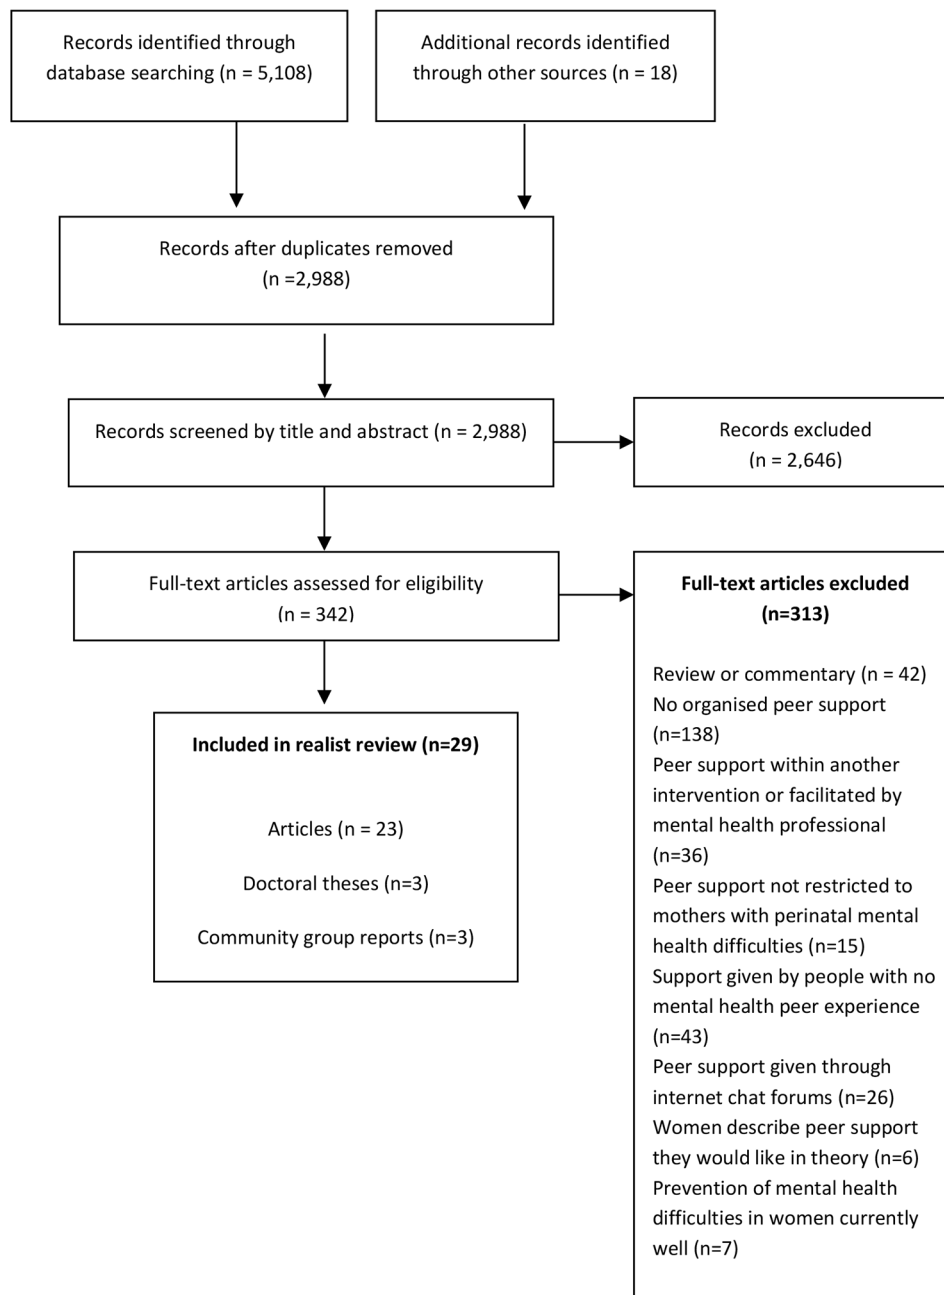 Records identified through
database searching (n = 5,108)
Additional records identified
through other sources (n = 18)
Records after duplicates removed
(n =2,988)
Records screened by title and abstract (n = 2,988)
Records excluded
(n = 2,646)
Full-text articles assessed for eligibility
(n = 342)
Full-text articles excluded
(n=313)
Review or commentary (n = 42)
No organised peer support
(n=138)
Peer support within another
intervention or facilitated by
mental health professional
(n=36)
Peer support not restricted to
mothers with perinatal mental
health difficulties (n=15)
Support given by people with no
mental health peer experience
(n=43)
Peer support given through
internet chat forums (n=26)
Women describe peer support
they would like in theory (n=6)
Prevention of mental health
difficulties in women currently
well (n=7)
Included in realist review (n=29)
Articles (n = 23)
Doctoral theses (n=3)
Community group reports (n=3)